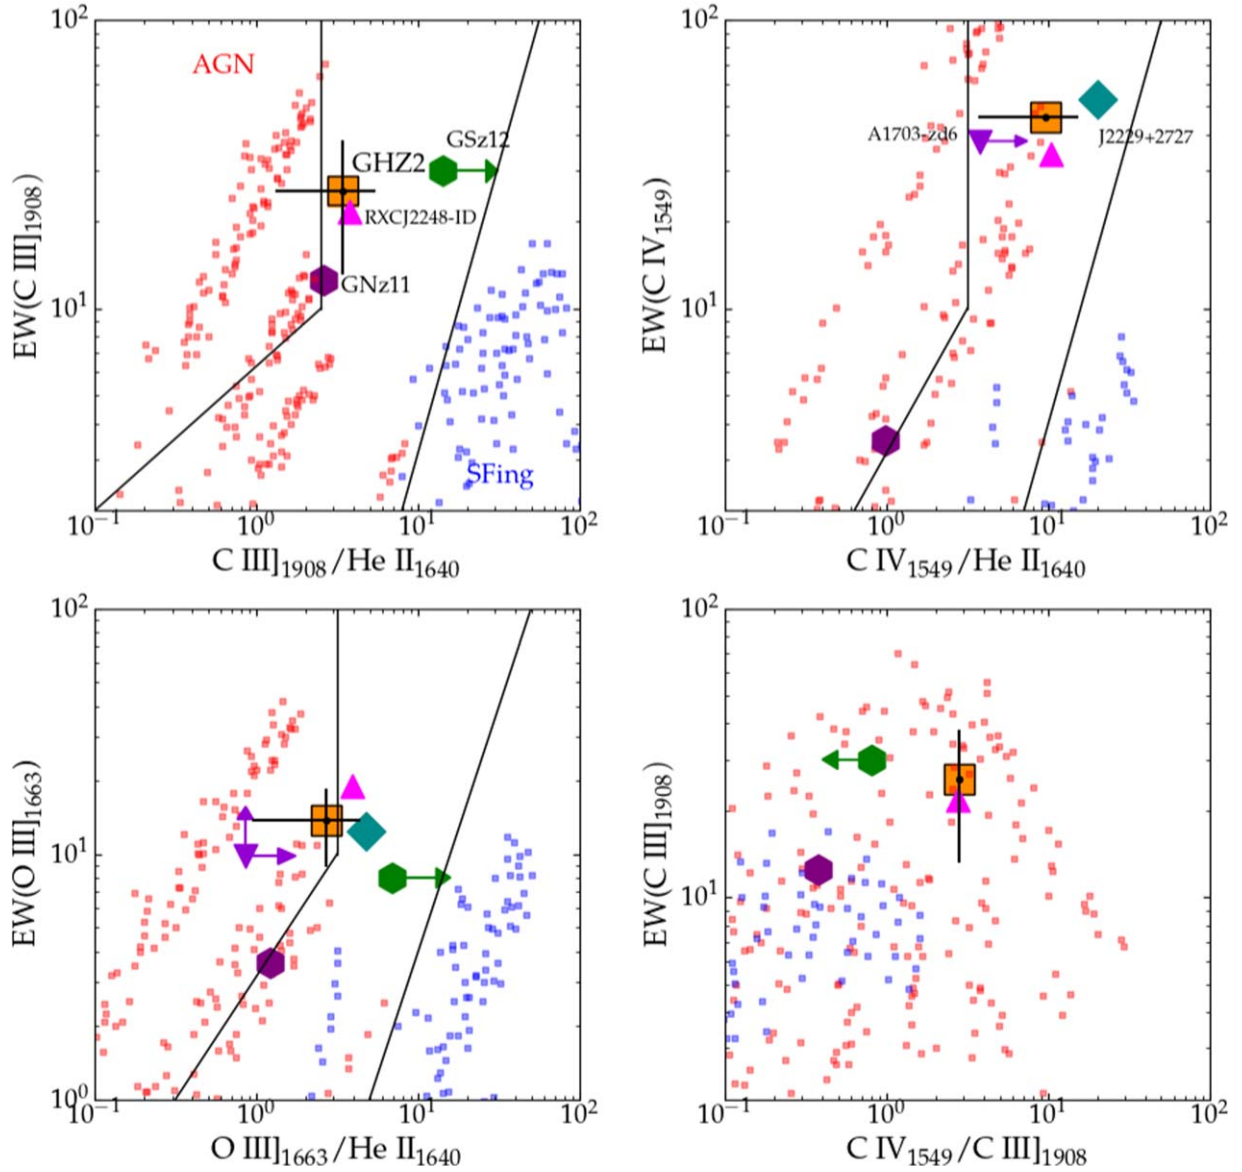 10²
AGN
GSz12
GHZ2
RXCJ2248-ID
GNz11
10¹
SFing
EW(C III]₁₉₀₈)
10⁻¹ 10⁰ 10¹ 10²
C III]₁₉₀₈/He II₁₆₄₀
10²
A1703-zd6
J2229+2727
10¹
EW(C IV₁₅₄₉)
10⁻¹ 10⁰ 10¹ 10²
C IV₁₅₄₉/He II₁₆₄₀
10²
10¹
10⁰
EW(O III]₁₆₆₃)
10⁻¹ 10⁰ 10¹ 10²
O III]₁₆₆₃/He II₁₆₄₀
10²
10¹
EW(C III]₁₉₀₈)
10⁻¹ 10⁰ 10¹ 10²
C IV₁₅₄₉/C III]₁₉₀₈